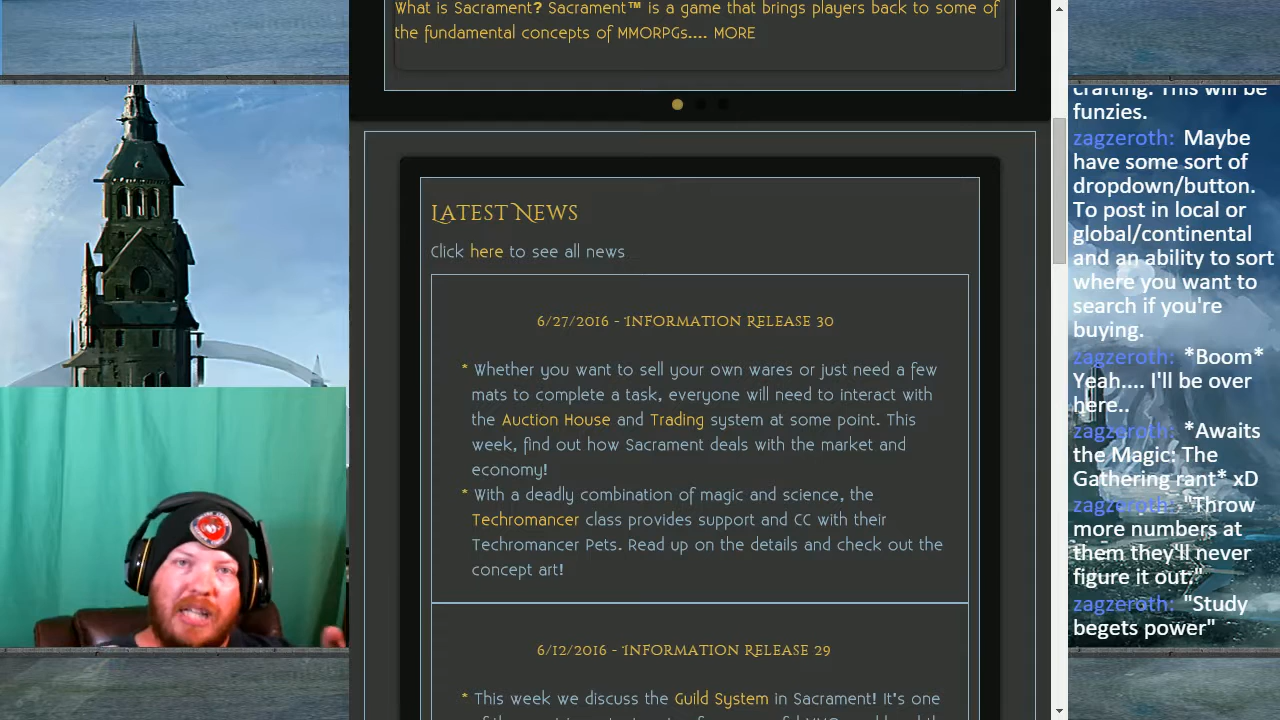 What is Sacrament? Sacrament™ is a game that brings players back to some of
the fundamental concepts of MMORPGs.... MORE
Latest News
Click here to see all news
6/27/2016 - Information Release 30
* Whether you want to sell your own wares or just need a few
mats to complete a task, everyone will need to interact with
the Auction House and Trading system at some point. This
week, find out how Sacrament deals with the market and
economy!
* With a deadly combination of magic and science, the
Techromancer class provides support and CC with their
Techromancer Pets. Read up on the details and check out the
concept art!
6/12/2016 - Information Release 29
* This week we discuss the Guild System in Sacrament! It's one
crafting. This will be
funzies.
zagzeroth: Maybe
have some sort of
dropdown/button.
To post in local or
global/continental
and an ability to sort
where you want to
search if you're
buying.
zagzeroth: *Boom*
Yeah.... I'll be over
here..
zagzeroth: *Awaits
the Magic: The
Gathering rant* xD
zagzeroth: "Throw
more numbers at
them they'll never
figure it out."
zagzeroth: "Study
begets power"